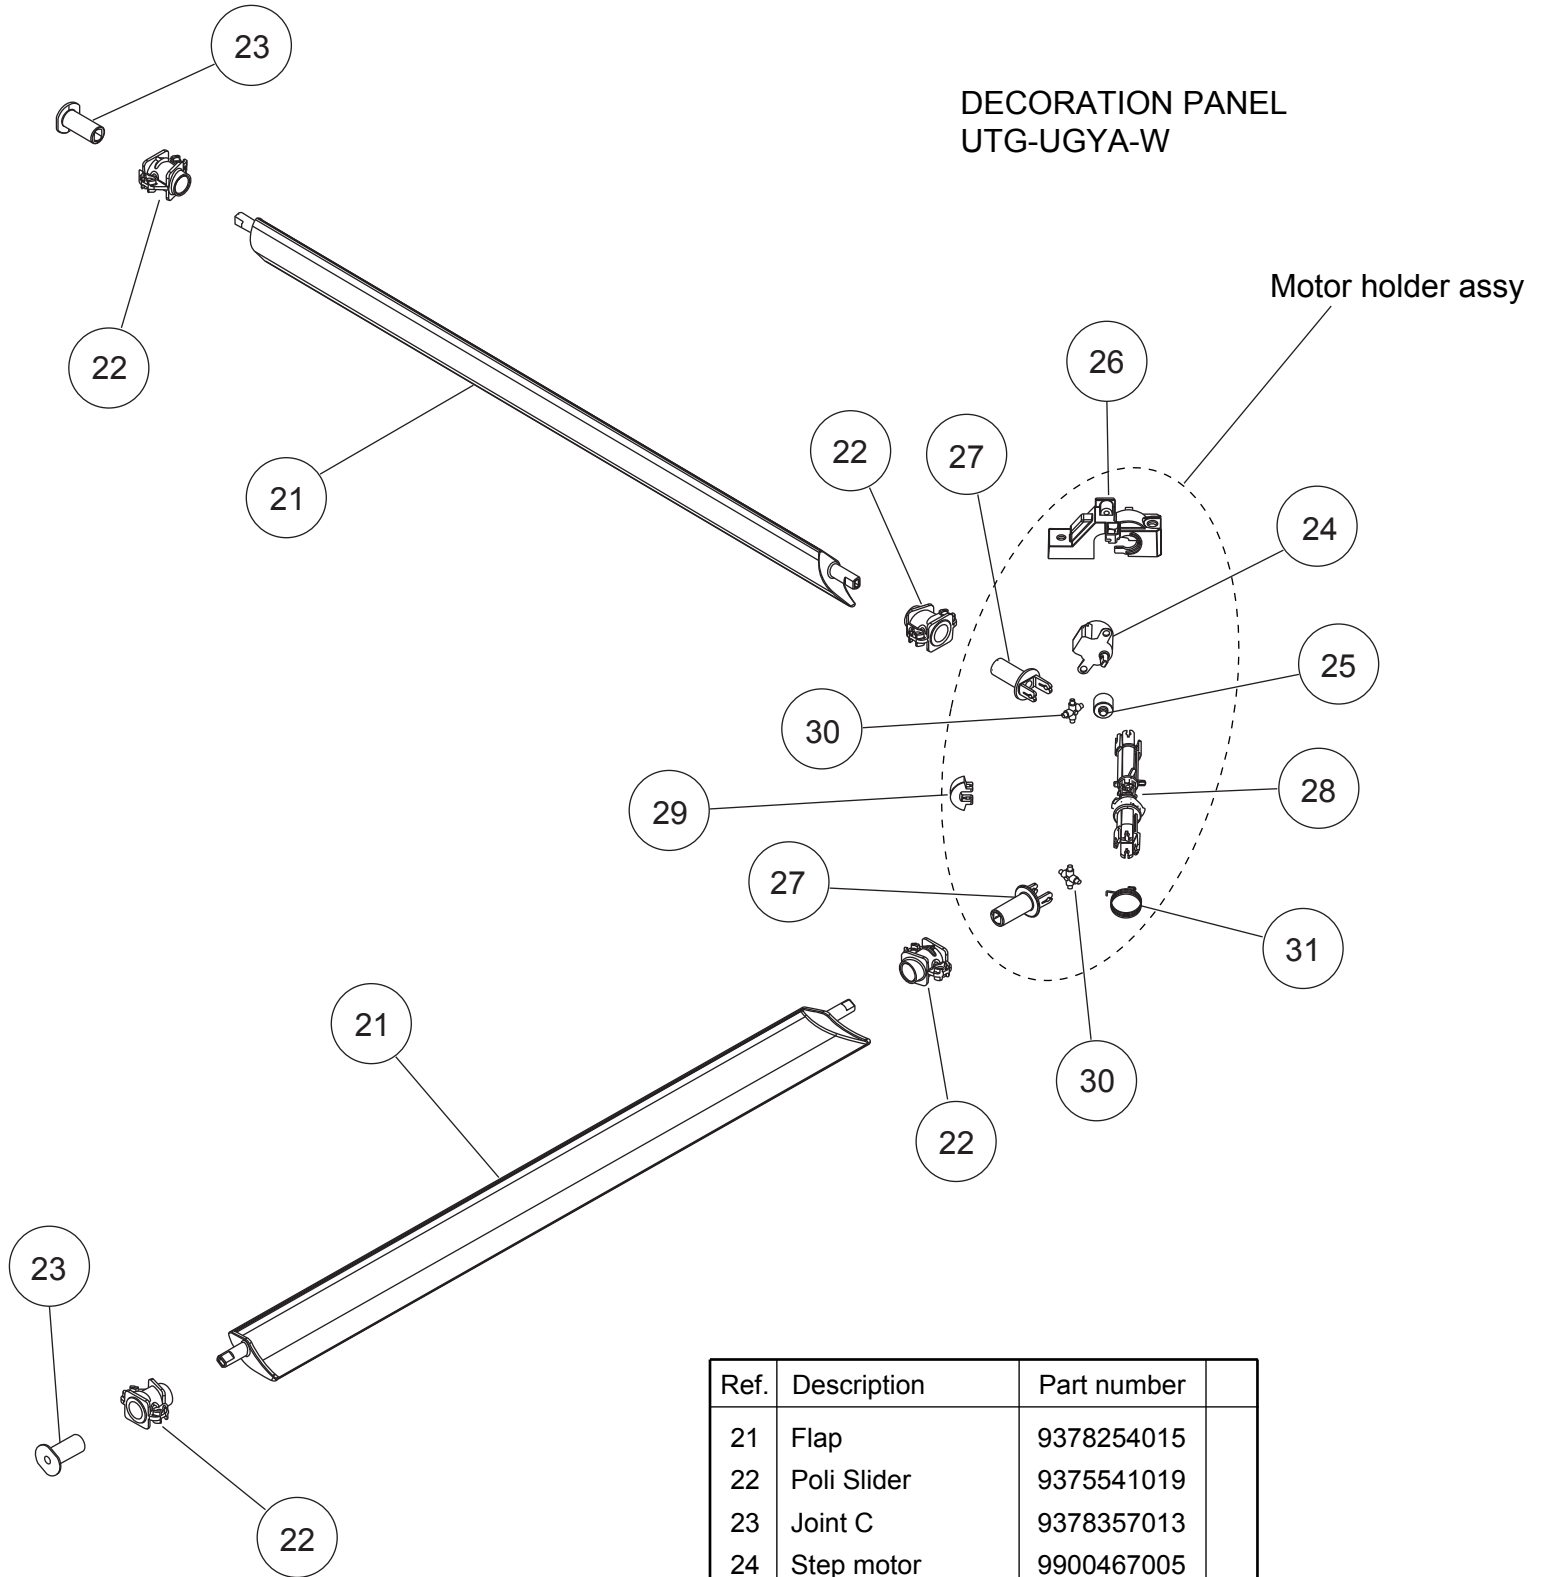 23
DECORATION PANEL
UTG-UGYA-W
Motor holder assy
22
26
22
27
21
24
25
30
28
29
27
31
21
30
22
23
22
Ref. Description Part number
21 Flap 9378254015
22 Poli Slider 9375541019
23 Joint C 9378357013
24 Step motor 9900467005